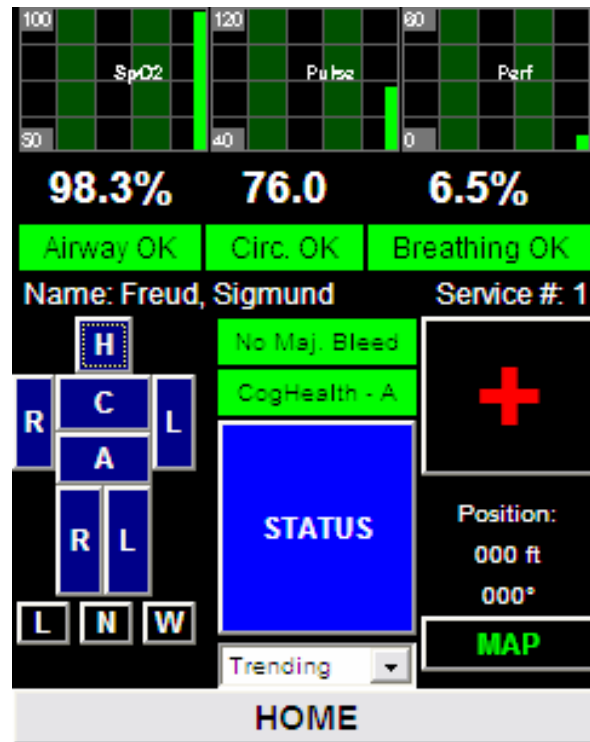 100 120 60
SpO2 Pulse Perf
50 40 0
98.3% 76.0 6.5%
Airway OK Circ. OK Breathing OK
Name: Freud, Sigmund Service #: 1
H
No Maj. Bleed
CogHealth - A
R C L
A
R L
STATUS
Position:
000 ft
000°
L N W
MAP
Trending
HOME